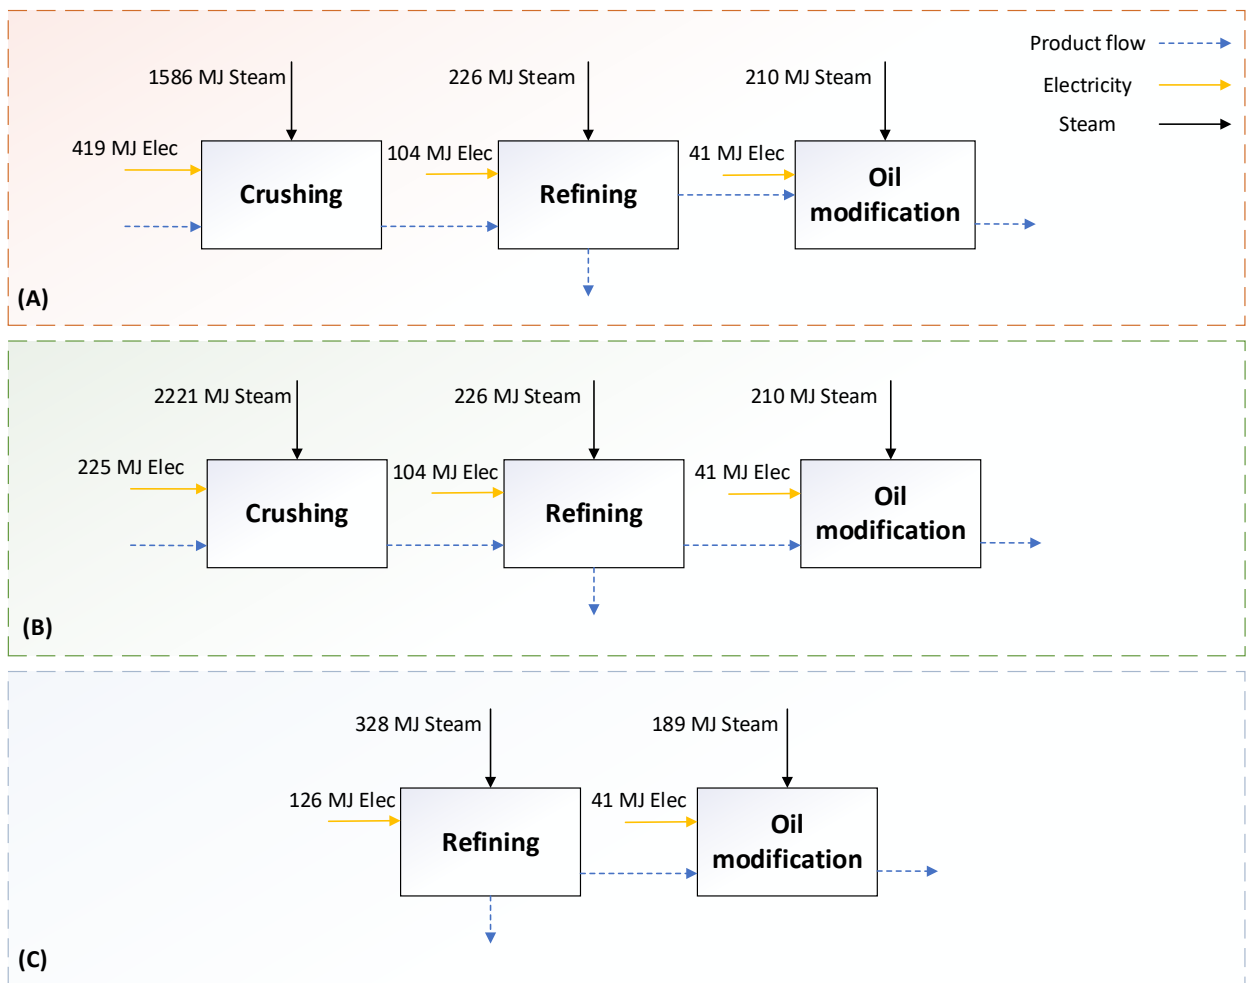 Product flow
Electricity
Steam
1586 MJ Steam
226 MJ Steam
210 MJ Steam
419 MJ Elec
104 MJ Elec
41 MJ Elec
Crushing
Refining
Oil
modification
(A)
2221 MJ Steam
226 MJ Steam
210 MJ Steam
225 MJ Elec
104 MJ Elec
41 MJ Elec
Crushing
Refining
Oil
modification
(B)
328 MJ Steam
189 MJ Steam
126 MJ Elec
41 MJ Elec
Refining
Oil
modification
(C)